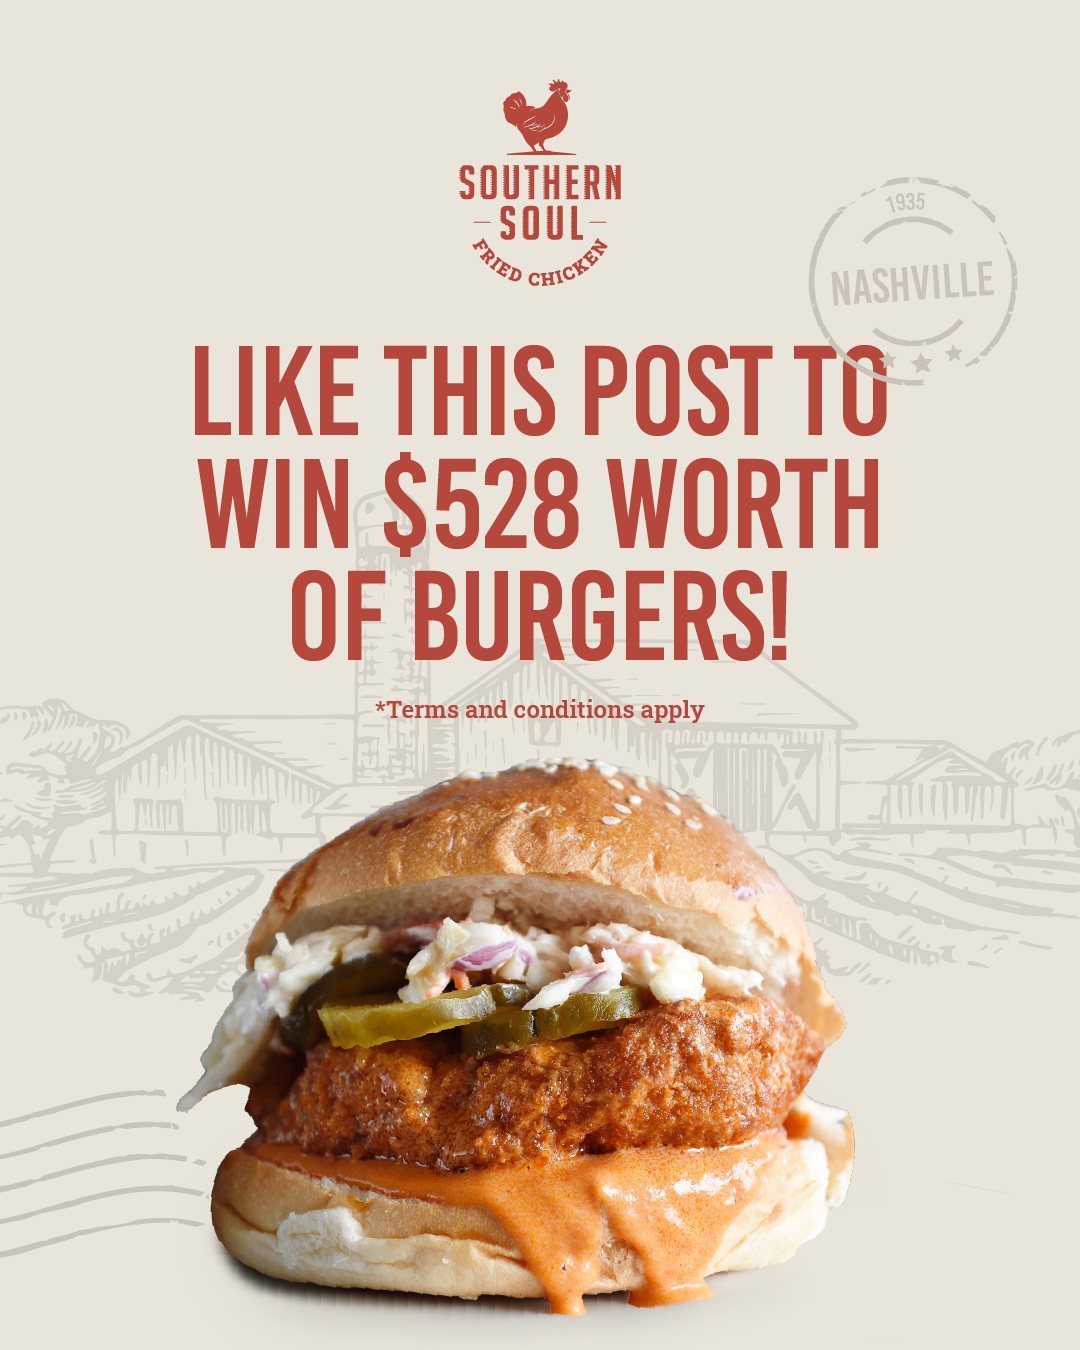 SOUTHERN
SOUL
FRIED CHICKEN
1935
NASHVILLE
LIKE THIS POST TO
WIN $528 WORTH
OF BURGERS!
*Terms and conditions apply